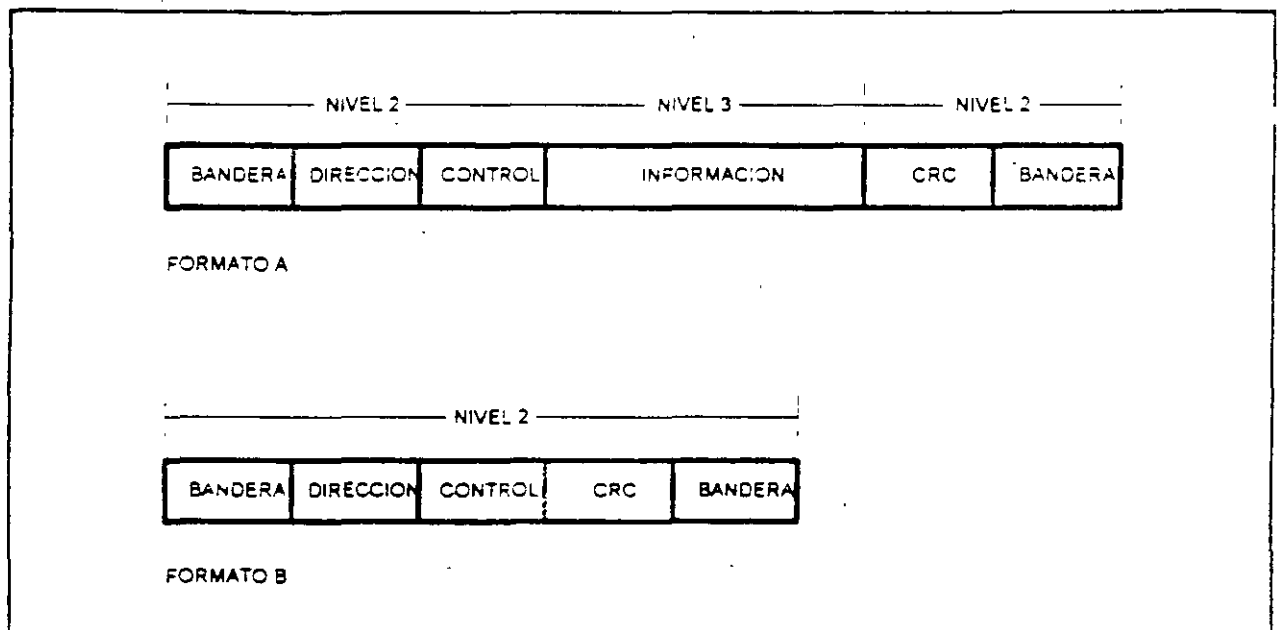 NIVEL 2 NIVEL 3 NIVEL 2
BANDERA DIRECCION CONTROL INFORMACION CRC BANDERA
FORMATO A
NIVEL 2
BANDERA DIRECCION CONTROL CRC BANDERA
FORMATO B